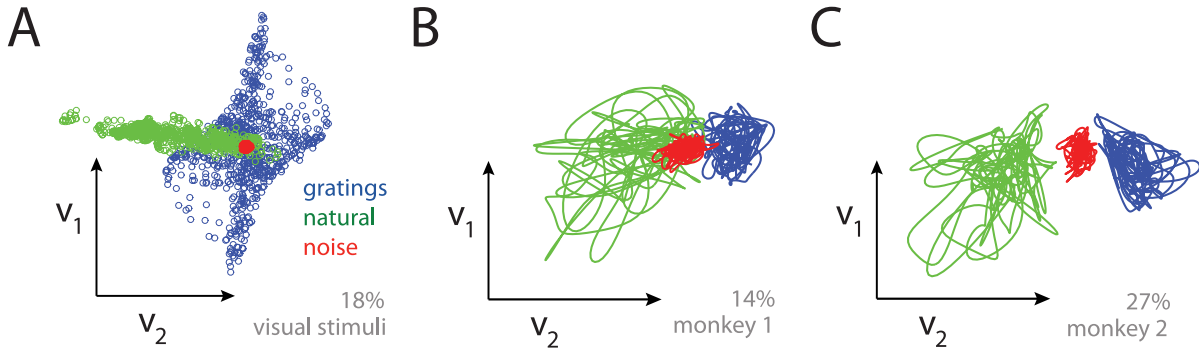 A
B
C
gratings
natural
noise
v1
v2
18%
visual stimuli
v1
v2
14%
monkey 1
v1
v2
27%
monkey 2